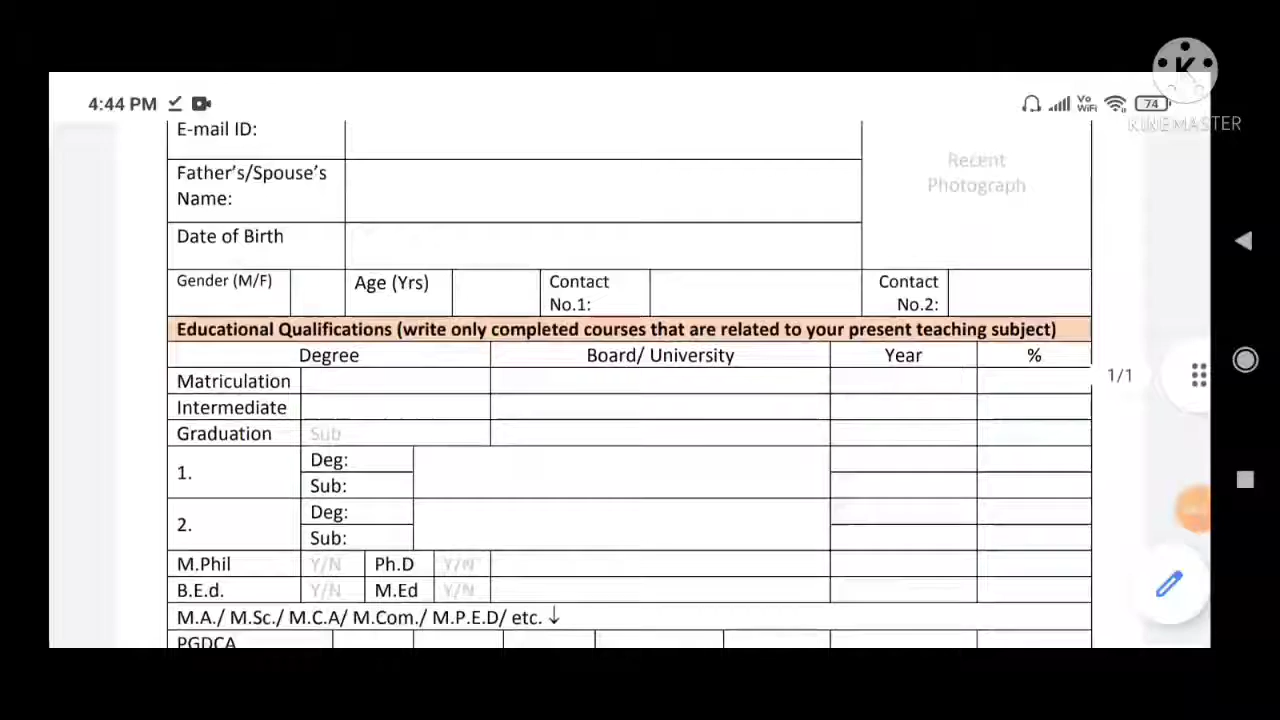 4:44 PM
Vo WiFi 74
K
KINEMASTER
E-mail ID:
Recent
Photograph
Father's/Spouse's
Name:
Date of Birth
Gender (M/F) Age (Yrs) Contact No.1: Contact No.2:
Educational Qualifications (write only completed courses that are related to your present teaching subject)
Degree Board/ University Year %
Matriculation
1/1
Intermediate
Graduation Sub
1. Deg:
Sub:
2. Deg:
Sub:
M.Phil Y/N Ph.D Y/N
B.E.d. Y/N M.Ed Y/N
M.A./ M.Sc./ M.C.A/ M.Com./ M.P.E.D/ etc. ↓
PGDCA